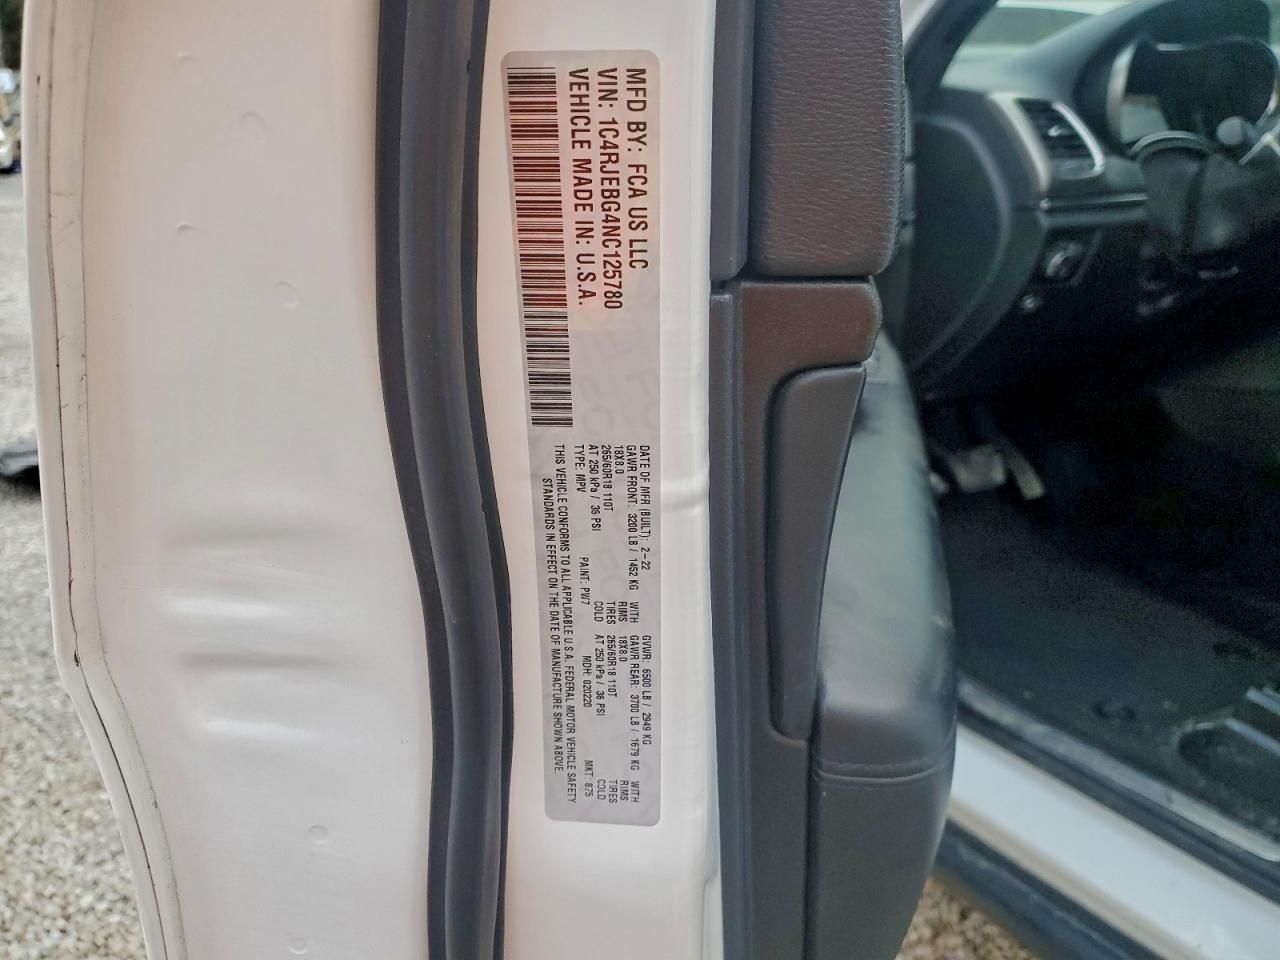 MFD BY: FCA US LLC
VIN: 1C4RJEBG4NC125780
VEHICLE MADE IN: U.S.A.
DATE OF MFR (BUILT): 2-22 GVWR: 6500 LB / 2949 KG
GAWR FRONT: 3200 LB / 1452 KG WITH GAWR REAR: 3700 LB / 1679 KG WITH
18X8.0 RIMS 18X8.0 RIMS
265/60R18 110T TIRES 265/60R18 110T TIRES
AT 250 kPa / 36 PSI COLD AT 250 kPa / 36 PSI COLD
TYPE: MPV PAINT: PW7 MDH: 020220 MKT: 875
THIS VEHICLE CONFORMS TO ALL APPLICABLE U.S.A. FEDERAL MOTOR VEHICLE SAFETY
STANDARDS IN EFFECT ON THE DATE OF MANUFACTURE SHOWN ABOVE.